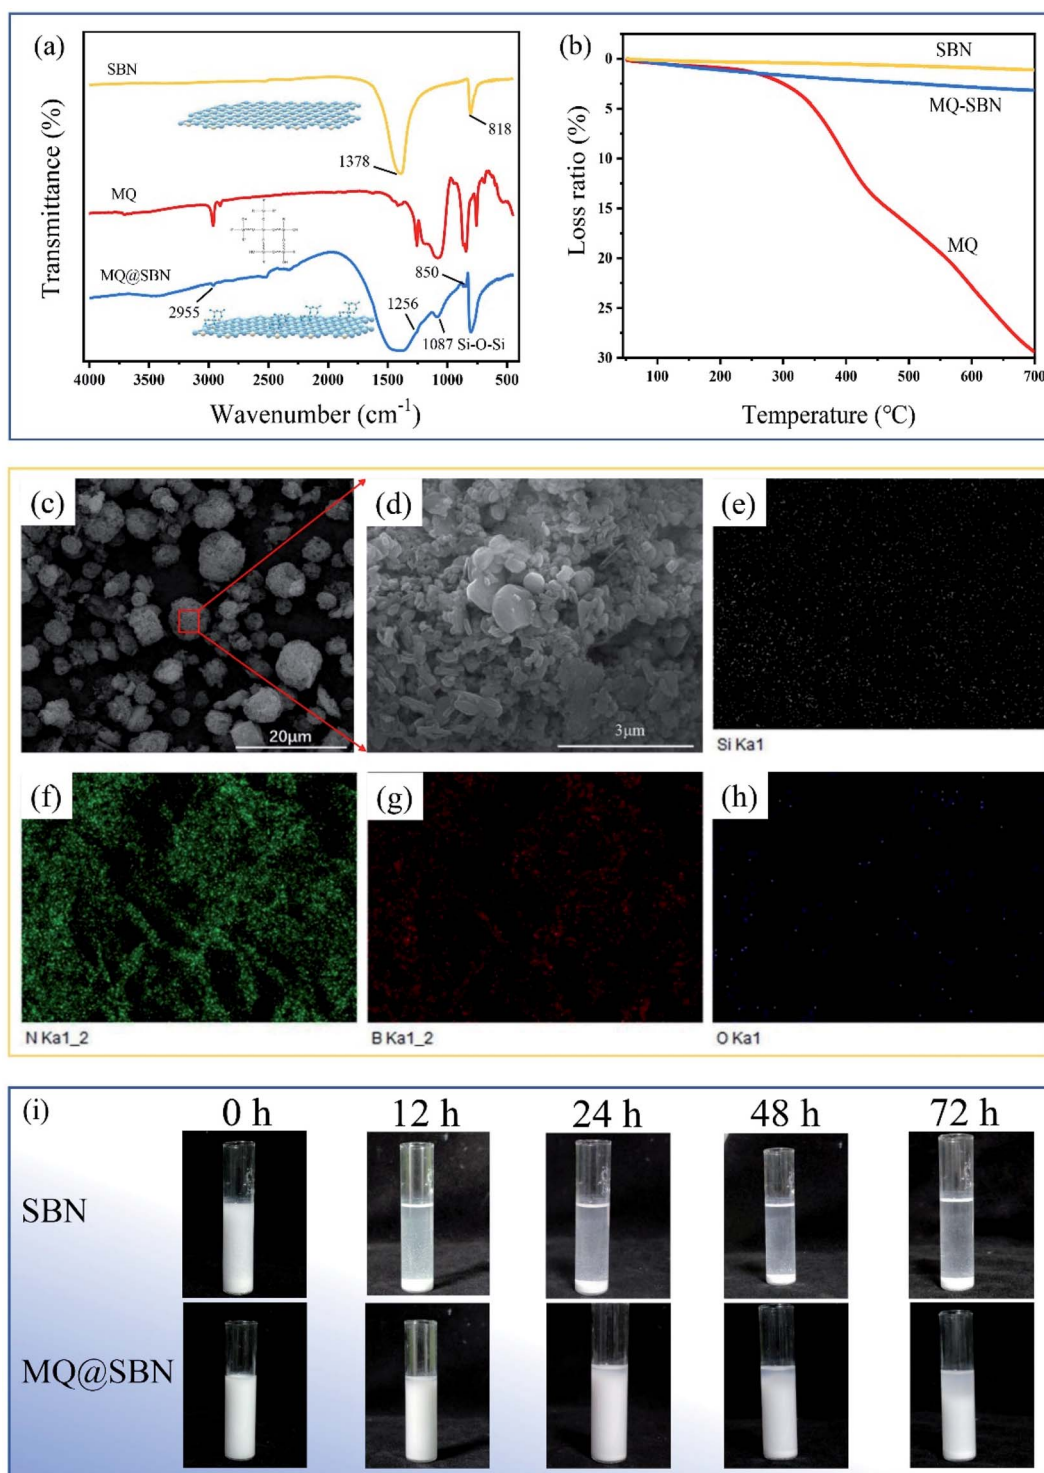 (a)
SBN
818
1378
MQ
MQ@SBN
850
2955
1256
1087 Si-O-Si
4000 3500 3000 2500 2000 1500 1000 500
Wavenumber (cm⁻¹)
Transmittance (%)
(b)
SBN
MQ-SBN
MQ
0
5
10
15
20
25
30
100 200 300 400 500 600 700
Temperature (℃)
Loss ratio (%)
(c)
20μm
(d)
3μm
(e)
Si Ka1
(f)
N Ka1_2
(g)
B Ka1_2
(h)
O Ka1
(i)
0 h 12 h 24 h 48 h 72 h
SBN
MQ@SBN